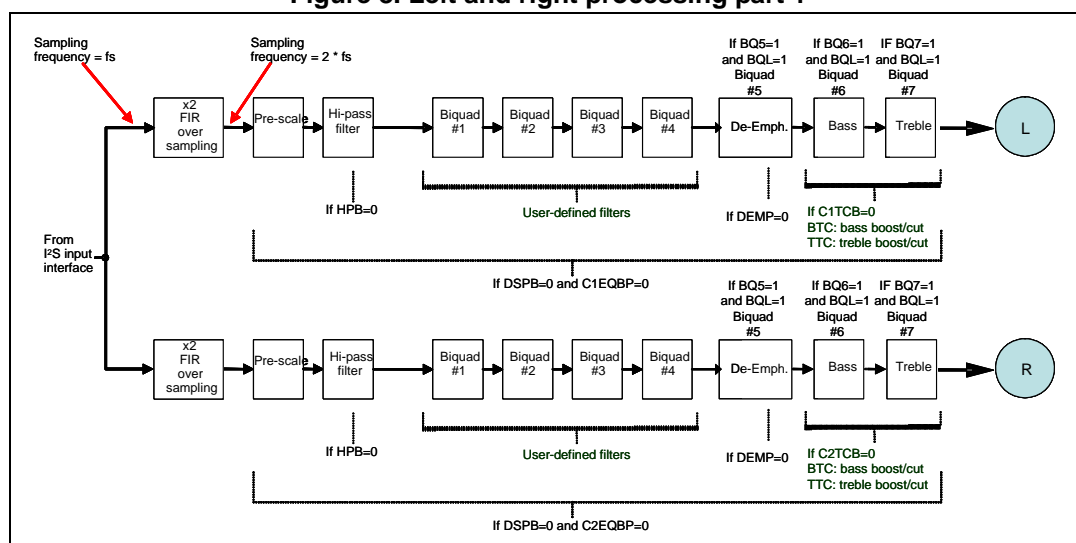 Figure Left and right processing part 1
Sampling
frequency = fs
Sampling
frequency = 2 * fs
If BQ5=1
and BQL=1
Biquad
#5
If BQ6=1
and BQL=1
Biquad
#6
IF BQ7=1
and BQL=1
Biquad
#7
x2
FIR
over
sampling
Pre-scale
Hi-pass
filter
Biquad
#1
Biquad
#2
Biquad
#3
Biquad
#4
De-Emph.
Bass
Treble
L
If HPB=0
User-defined filters
If DEMP=0
If C1TCB=0
BTC: bass boost/cut
TTC: treble boost/cut
From
I²S input
interface
If DSPB=0 and C1EQBP=0
If BQ5=1
and BQL=1
Biquad
#5
If BQ6=1
and BQL=1
Biquad
#6
IF BQ7=1
and BQL=1
Biquad
#7
x2
FIR
over
sampling
Pre-scale
Hi-pass
filter
Biquad
#1
Biquad
#2
Biquad
#3
Biquad
#4
De-Emph.
Bass
Treble
R
If HPB=0
User-defined filters
If DEMP=0
If C2TCB=0
BTC: bass boost/cut
TTC: treble boost/cut
If DSPB=0 and C2EQBP=0